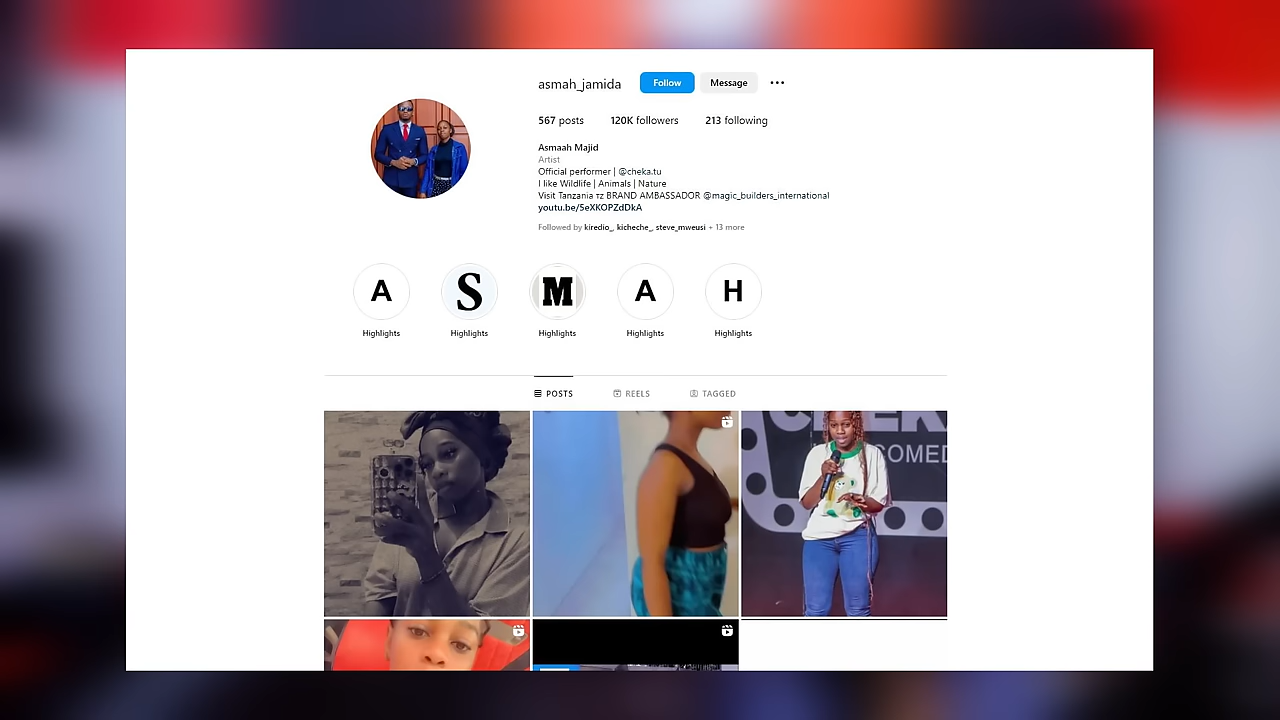 asmah_jamida Follow Message
567 posts 120K followers 213 following
Asmaah Majid
Artist
Official performer | @cheka.tu
I like Wildlife | Animals | Nature
Visit Tanzania TZ BRAND AMBASSADOR @magic_builders_international
youtu.be/5eXKOPZdDkA
Followed by kiredio_, kicheche_, steve_mweusi + 13 more
A S M A H
Highlights Highlights Highlights Highlights Highlights
POSTS REELS TAGGED
COMED